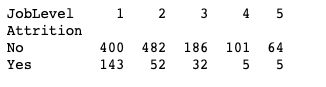 JobLevel 1 2 3 4 5
Attrition
No 400 482 186 101 64
Yes 143 52 32 5 5